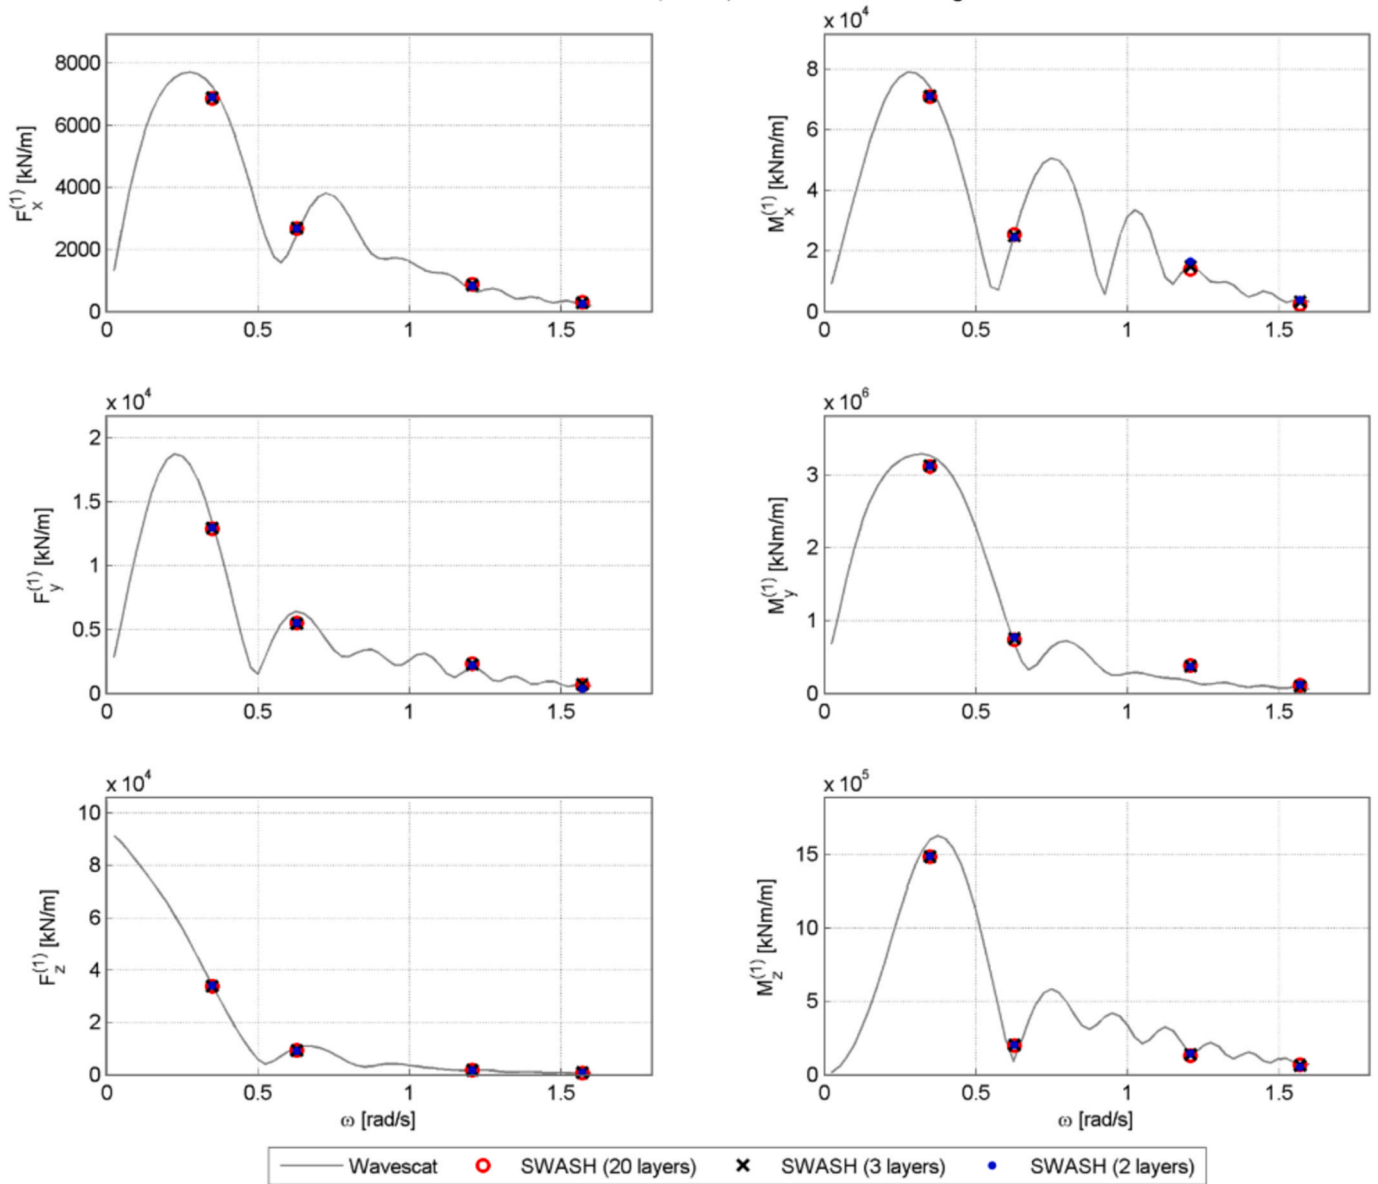 8000
6000
4000
2000
0
0 0.5 1 1.5
F_x^(1) [kN/m]
x 10^4
8
6
4
2
0
0 0.5 1 1.5
M_x^(1) [kNm/m]
x 10^4
2
1.5
1
0.5
0
0 0.5 1 1.5
F_y^(1) [kN/m]
x 10^6
3
2
1
0
0 0.5 1 1.5
M_y^(1) [kNm/m]
x 10^4
10
8
6
4
2
0
0 0.5 1 1.5
F_z^(1) [kN/m]
ω [rad/s]
x 10^5
15
10
5
0
0 0.5 1 1.5
M_z^(1) [kNm/m]
ω [rad/s]
Wavescat SWASH (20 layers) SWASH (3 layers) SWASH (2 layers)